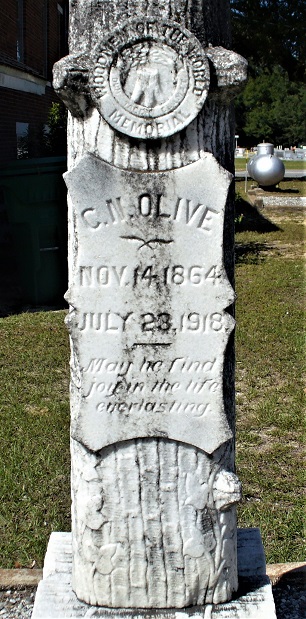 WOODMEN OF THE WORLD
MEMORIAL
C. N. OLIVE
NOV. 14, 1864
JULY 23, 1918
May he find
joy in the life
everlasting.